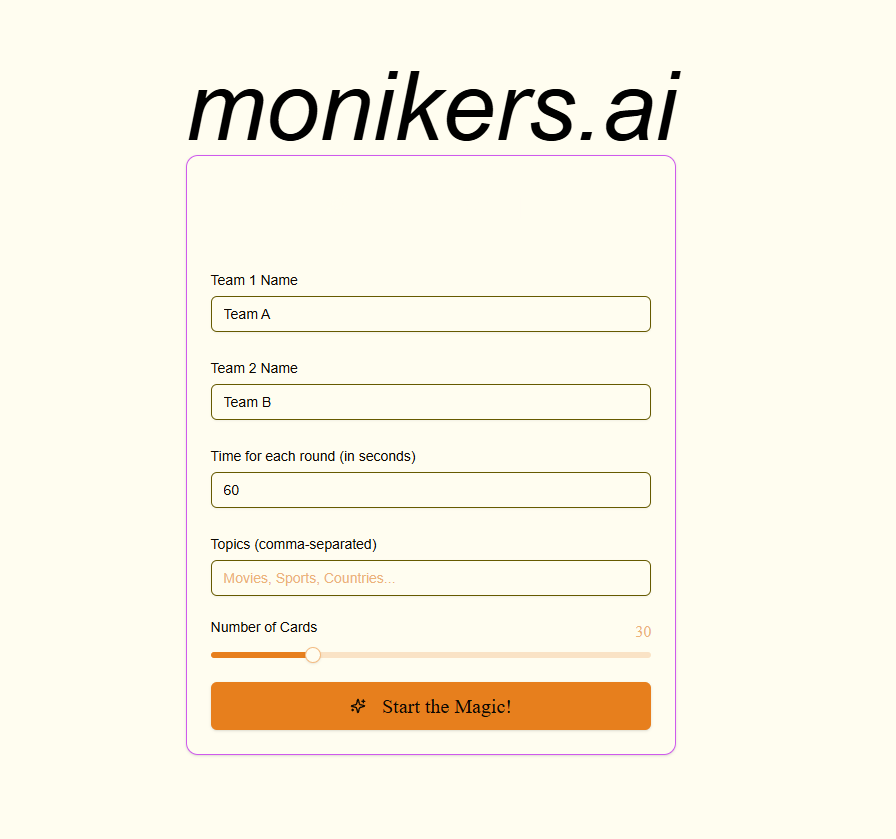 monikers.ai
Team 1 Name
Team A
Team 2 Name
Team B
Time for each round (in seconds)
60
Topics (comma-separated)
Movies, Sports, Countries...
Number of Cards
30
Start the Magic!